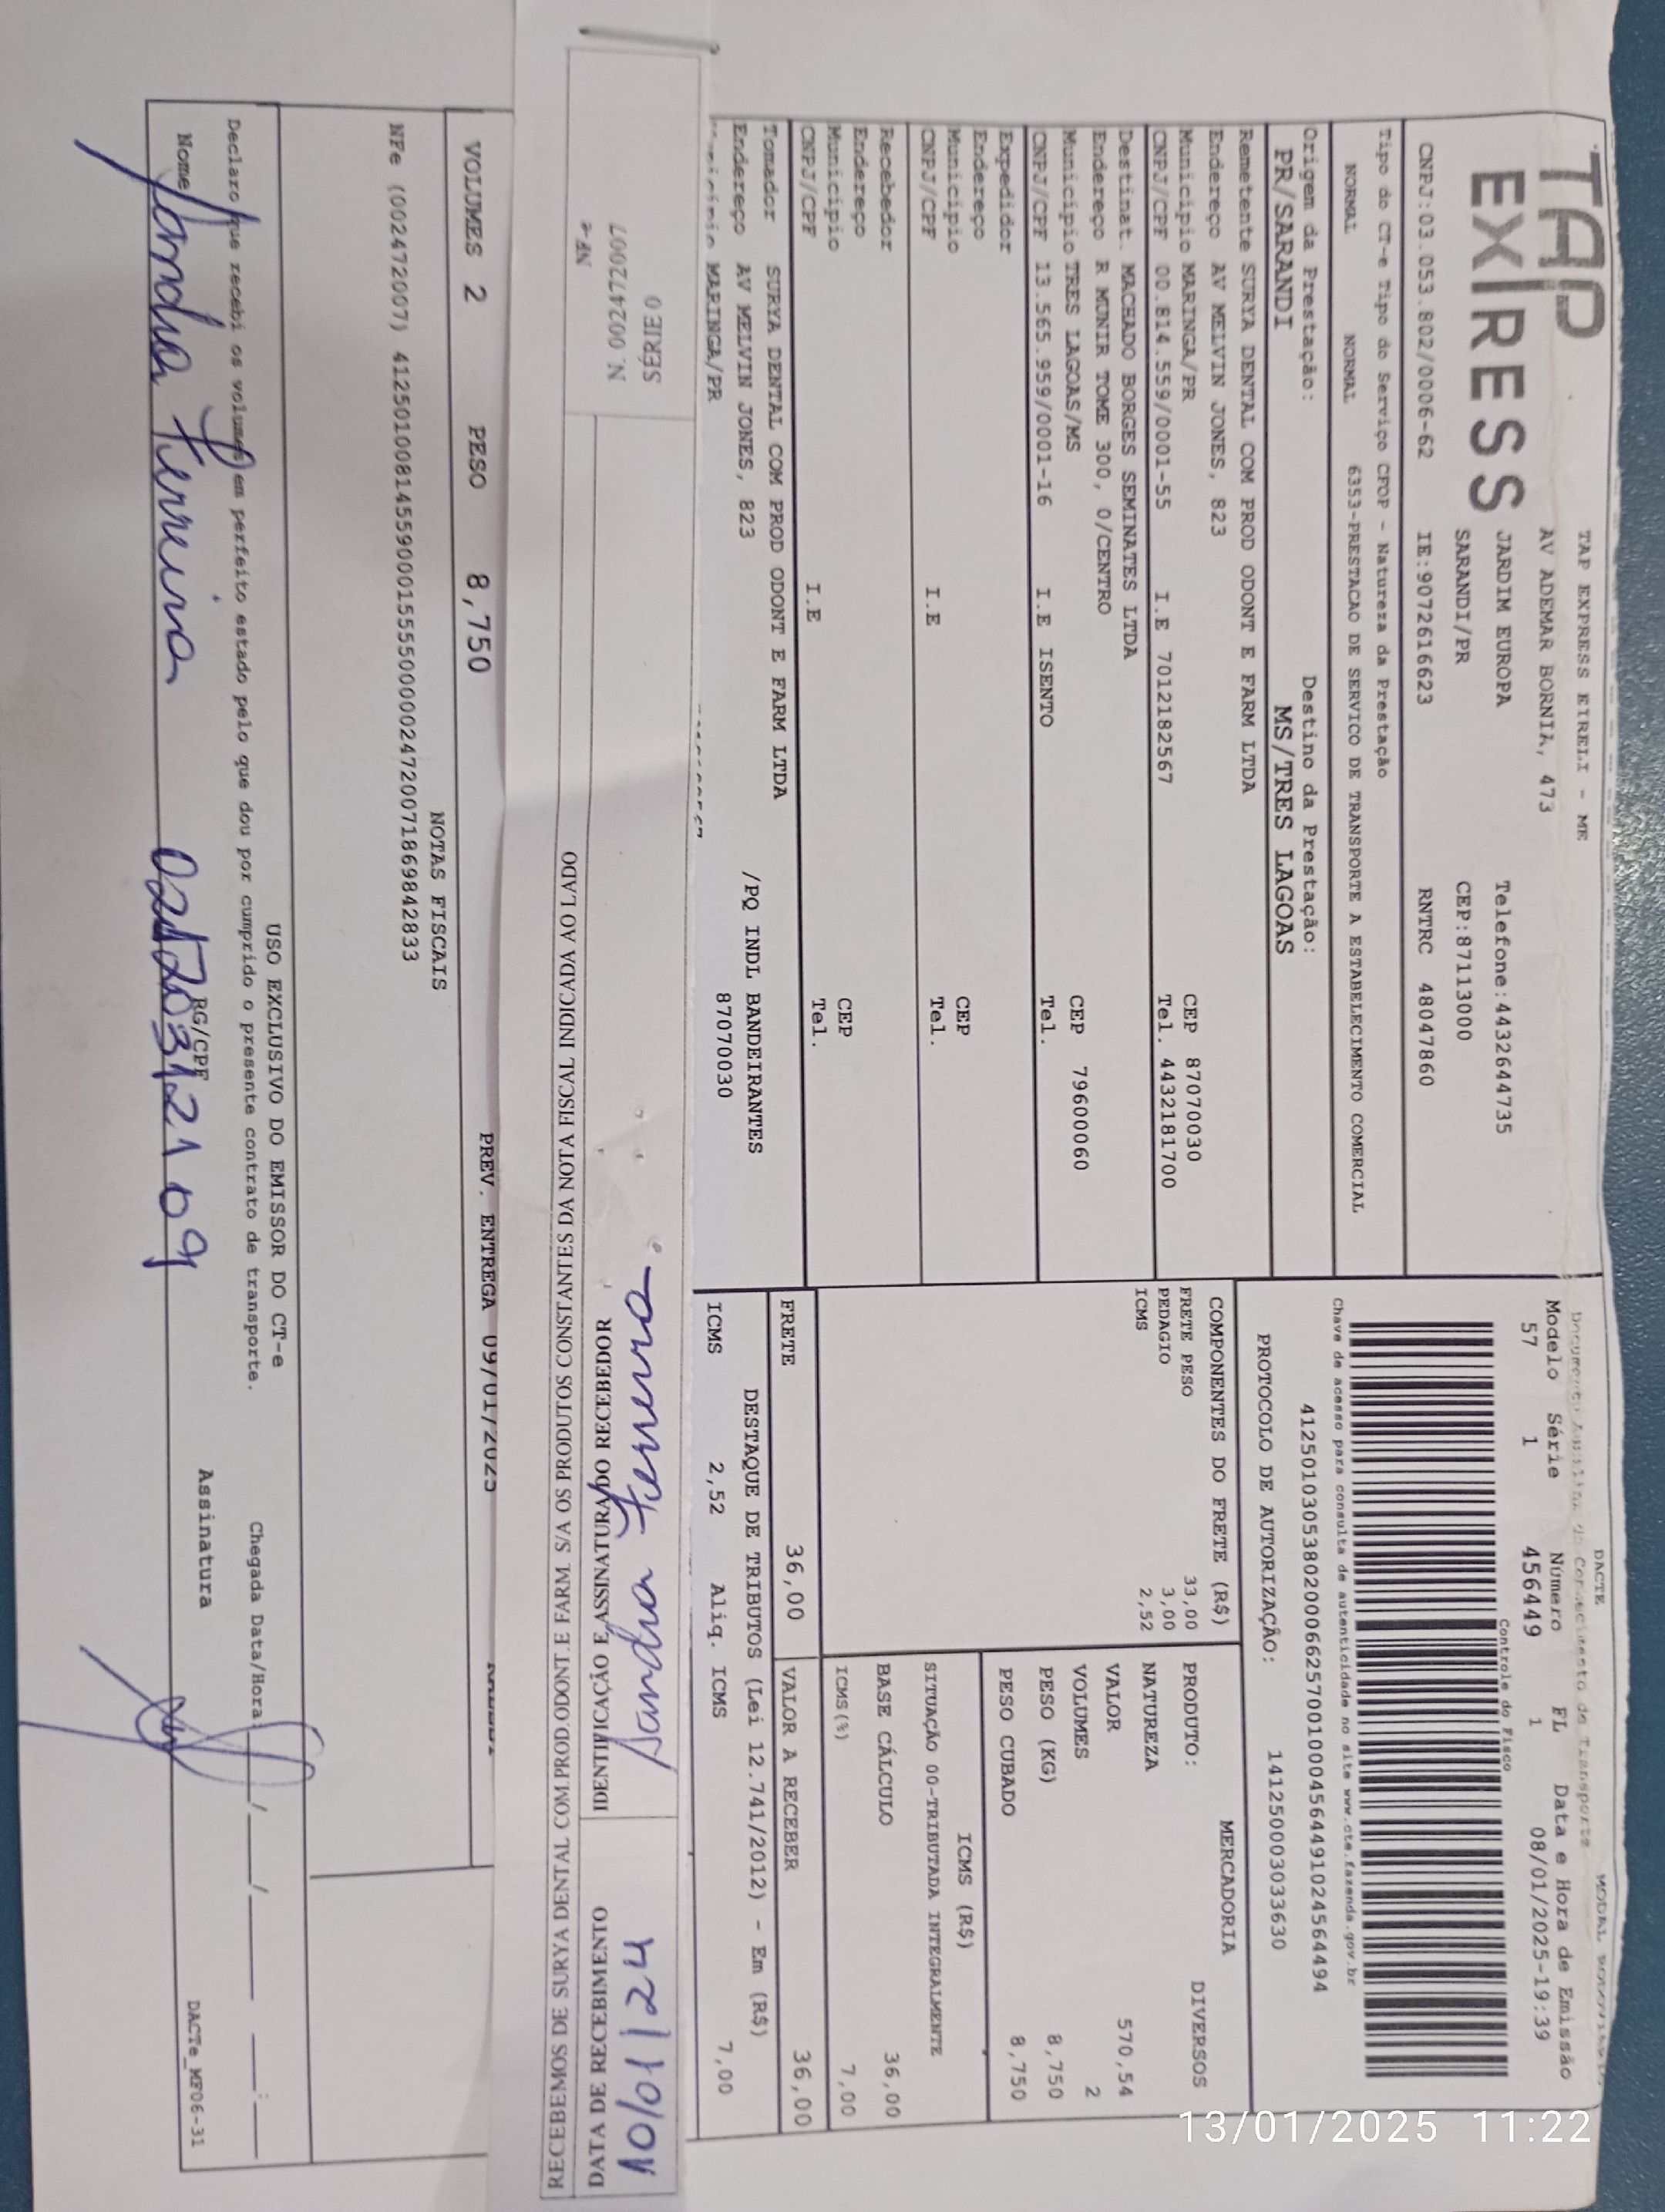 TAP
EXPRESS
TAP EXPRESS EIRELI - ME
AV ADEMAR BORNIA, 473
JARDIM EUROPA Telefone:4432644735
SARANDI/PR CEP:87113000
CNPJ:03.053.802/0006-62 IE:9072616623 RNTRC 48047860
Tipo do CT-e Tipo do Serviço CFOP - Natureza da Prestação
NORMAL NORMAL 6353-PRESTACAO DE SERVICO DE TRANSPORTE A ESTABELECIMENTO COMERCIAL
Origem da Prestação: Destino da Prestação:
PR/SARANDI MS/TRES LAGOAS
DACTE MODAL
Documento Auxiliar do Conhecimento de Transporte
Modelo Série Número FL Data e Hora de Emissão
57 1 456449 1 08/01/2025-19:39
Controle do Fisco
Chave de acesso para consulta de autenticidade no site www.cte.fazenda.gov.br
41250103053802000662570010004564491024564494
PROTOCOLO DE AUTORIZAÇÃO: 141250003033630
Remetente SURYA DENTAL COM PROD ODONT E FARM LTDA
Endereço AV MELVIN JONES, 823
Municipio MARINGA/PR CEP 87070030
CNPJ/CPF 00.814.559/0001-55 I.E 7012182567 Tel. 4432181700
Destinat. MACHADO BORGES SEMINATES LTDA
Endereço R MUNIR TOME 300, 0/CENTRO
Municipio TRES LAGOAS/MS CEP 79600060
CNPJ/CPF 13.565.959/0001-16 I.E ISENTO Tel.
Expedidor
Endereço
Municipio CEP
CNPJ/CPF I.E Tel.
Recebedor
Endereço
Municipio CEP
CNPJ/CPF I.E Tel.
Tomador SURYA DENTAL COM PROD ODONT E FARM LTDA
Endereço AV MELVIN JONES, 823 /PQ INDL BANDEIRANTES
MARINGA/PR 87070030
COMPONENTES DO FRETE (R$)
FRETE PESO 33,00
PEDAGIO 3,00
ICMS 2,52
MERCADORIA
PRODUTO: DIVERSOS
NATUREZA
VALOR 570,54
VOLUMES 2
PESO (KG) 8,750
PESO CUBADO 8,750
ICMS (R$)
SITUAÇÃO 00-TRIBUTADA INTEGRALMENTE
BASE CÁLCULO 36,00
ICMS(%) 7,00
FRETE 36,00 VALOR A RECEBER 36,00
DESTAQUE DE TRIBUTOS (Lei 12.741/2012) - Em (R$)
ICMS 2,52 Aliq. ICMS 7,00
SÉRIE 0
N. 002472007
NF-e
Sandra Ferreira
10/01/24
DATA DE RECEBIMENTO IDENTIFICAÇÃO E ASSINATURA DO RECEBEDOR
RECEBEMOS DE SURYA DENTAL COM.PROD.ODONT.E FARM. S/A OS PRODUTOS CONSTANTES DA NOTA FISCAL INDICADA AO LADO
VOLUMES 2 PESO 8,750 PREV. ENTREGA 09/01/2025
NOTAS FISCAIS
NFe (002472007) 41250100814559000155550000024720071869842833
USO EXCLUSIVO DO EMISSOR DO CT-e
Declaro que recebi os volumes em perfeito estado pelo que dou por cumprido o presente contrato de transporte. Chegada Data/Hora: / / :
Nome Sandra Ferreira RG/CPF Assinatura
DACTe_MF06-31
13/01/2025 11:22